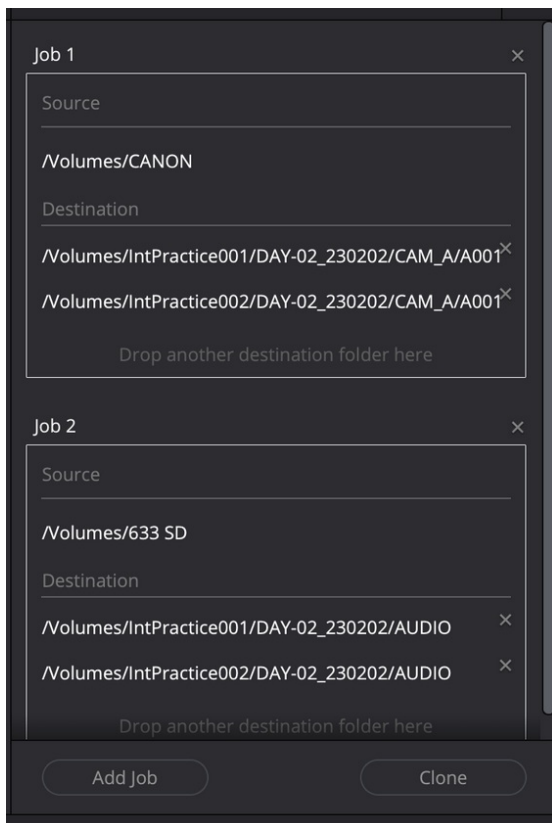 Job 1
Source
/Volumes/CANON
Destination
/Volumes/IntPractice001/DAY-02_230202/CAM_A/A001
/Volumes/IntPractice002/DAY-02_230202/CAM_A/A001
Drop another destination folder here
Job 2
Source
/Volumes/633 SD
Destination
/Volumes/IntPractice001/DAY-02_230202/AUDIO
/Volumes/IntPractice002/DAY-02_230202/AUDIO
Drop another destination folder here
Add Job Clone